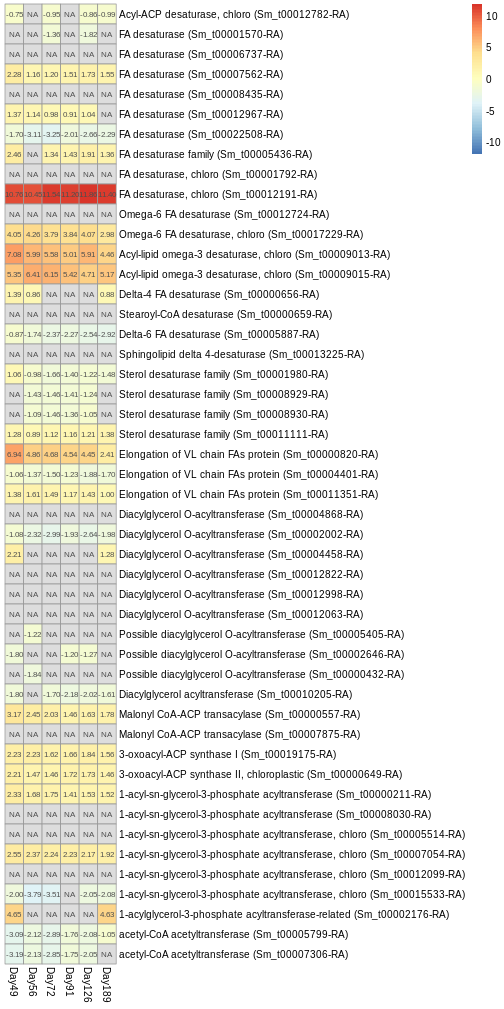 -0.75 NA -0.95 NA -0.86 -0.99 Acyl-ACP desaturase, chloro (Sm_t00012782-RA)
NA NA -1.36 NA -1.82 NA FA desaturase (Sm_t00001570-RA)
NA NA NA NA NA NA FA desaturase (Sm_t00006737-RA)
2.28 1.16 1.20 1.51 1.73 1.55 FA desaturase (Sm_t00007562-RA)
NA NA NA NA NA NA FA desaturase (Sm_t00008435-RA)
1.37 1.14 0.98 0.91 1.04 NA FA desaturase (Sm_t00012967-RA)
-1.70 -3.11 -3.25 -2.01 -2.66 -2.29 FA desaturase (Sm_t00022508-RA)
2.46 NA 1.34 1.43 1.91 1.36 FA desaturase family (Sm_t00005436-RA)
NA NA NA NA NA NA FA desaturase, chloro (Sm_t00001792-RA)
FA desaturase, chloro (Sm_t00012191-RA)
NA NA NA NA NA NA Omega-6 FA desaturase (Sm_t00012724-RA)
4.05 4.26 3.79 3.84 4.07 2.98 Omega-6 FA desaturase, chloro (Sm_t00017229-RA)
7.08 5.99 5.58 5.01 5.91 4.46 Acyl-lipid omega-3 desaturase, chloro (Sm_t00009013-RA)
5.35 6.41 6.15 5.42 4.71 5.17 Acyl-lipid omega-3 desaturase, chloro (Sm_t00009015-RA)
1.39 0.86 NA NA NA 0.88 Delta-4 FA desaturase (Sm_t00000656-RA)
NA NA NA NA NA NA Stearoyl-CoA desaturase (Sm_t00000659-RA)
-0.87 -1.74 -2.37 -2.27 -2.54 -2.92 Delta-6 FA desaturase (Sm_t00005887-RA)
NA NA NA NA NA NA Sphingolipid delta 4-desaturase (Sm_t00013225-RA)
1.06 -0.98 -1.66 -1.40 -1.22 -1.48 Sterol desaturase family (Sm_t00001980-RA)
NA -1.43 -1.46 -1.41 -1.24 NA Sterol desaturase family (Sm_t00008929-RA)
NA -1.09 -1.46 -1.36 -1.05 NA Sterol desaturase family (Sm_t00008930-RA)
1.28 0.89 1.12 1.16 1.21 1.38 Sterol desaturase family (Sm_t00011111-RA)
6.94 4.86 4.68 4.54 4.45 2.41 Elongation of VL chain FAs protein (Sm_t00000820-RA)
-1.06 -1.37 -1.50 -1.23 -1.88 -1.70 Elongation of VL chain FAs protein (Sm_t00004401-RA)
1.38 1.61 1.49 1.17 1.43 1.00 Elongation of VL chain FAs protein (Sm_t00011351-RA)
NA NA NA NA NA NA Diacylglycerol O-acyltransferase (Sm_t00004868-RA)
-1.08 -2.32 -2.99 -1.93 -2.64 -1.98 Diacylglycerol O-acyltransferase (Sm_t00002002-RA)
2.21 NA NA NA NA 1.28 Diacylglycerol O-acyltransferase (Sm_t00004458-RA)
NA NA NA NA NA NA Diacylglycerol O-acyltransferase (Sm_t00012822-RA)
NA NA NA NA NA NA Diacylglycerol O-acyltransferase (Sm_t00012998-RA)
NA NA NA NA NA NA Diacylglycerol O-acyltransferase (Sm_t00012063-RA)
NA -1.22 NA NA NA NA Possible diacylglycerol O-acyltransferase (Sm_t00005405-RA)
-1.80 NA NA -1.20 -1.27 NA Possible diacylglycerol O-acyltransferase (Sm_t00002646-RA)
NA -1.84 NA NA NA NA Possible diacylglycerol O-acyltransferase (Sm_t00000432-RA)
-1.80 NA -1.70 -2.18 -2.02 -1.61 Diacylglycerol acyltransferase (Sm_t00010205-RA)
3.17 2.45 2.03 1.46 1.63 1.78 Malonyl CoA-ACP transacylase (Sm_t00000557-RA)
NA NA NA NA NA NA Malonyl CoA-ACP transacylase (Sm_t00007875-RA)
2.23 2.23 1.62 1.66 1.84 1.56 3-oxoacyl-ACP synthase I (Sm_t00019175-RA)
2.21 1.47 1.46 1.72 1.73 1.46 3-oxoacyl-ACP synthase II, chloroplastic (Sm_t00000649-RA)
2.33 1.68 1.75 1.41 1.53 1.52 1-acyl-sn-glycerol-3-phosphate acyltransferase (Sm_t00000211-RA)
NA NA NA NA NA NA 1-acyl-sn-glycerol-3-phosphate acyltransferase (Sm_t00008030-RA)
NA NA NA NA NA NA 1-acyl-sn-glycerol-3-phosphate acyltransferase, chloro (Sm_t00005514-RA)
2.55 2.37 2.24 2.23 2.17 1.92 1-acyl-sn-glycerol-3-phosphate acyltransferase, chloro (Sm_t00007054-RA)
NA NA NA NA NA NA 1-acyl-sn-glycerol-3-phosphate acyltransferase, chloro (Sm_t00012099-RA)
-2.00 -3.79 -3.51 NA -2.05 -2.08 1-acyl-sn-glycerol-3-phosphate acyltransferase, chloro (Sm_t00015533-RA)
4.65 NA NA NA NA 4.63 1-acylglycerol-3-phosphate acyltransferase-related (Sm_t00002176-RA)
-3.09 -2.12 -2.89 -1.76 -2.08 -1.05 acetyl-CoA acetyltransferase (Sm_t00005799-RA)
-3.19 -2.13 -2.85 -1.75 -2.05 NA acetyl-CoA acetyltransferase (Sm_t00007306-RA)
Day49 Day56 Day72 Day91 Day126 Day189
10
5
0
-5
-10